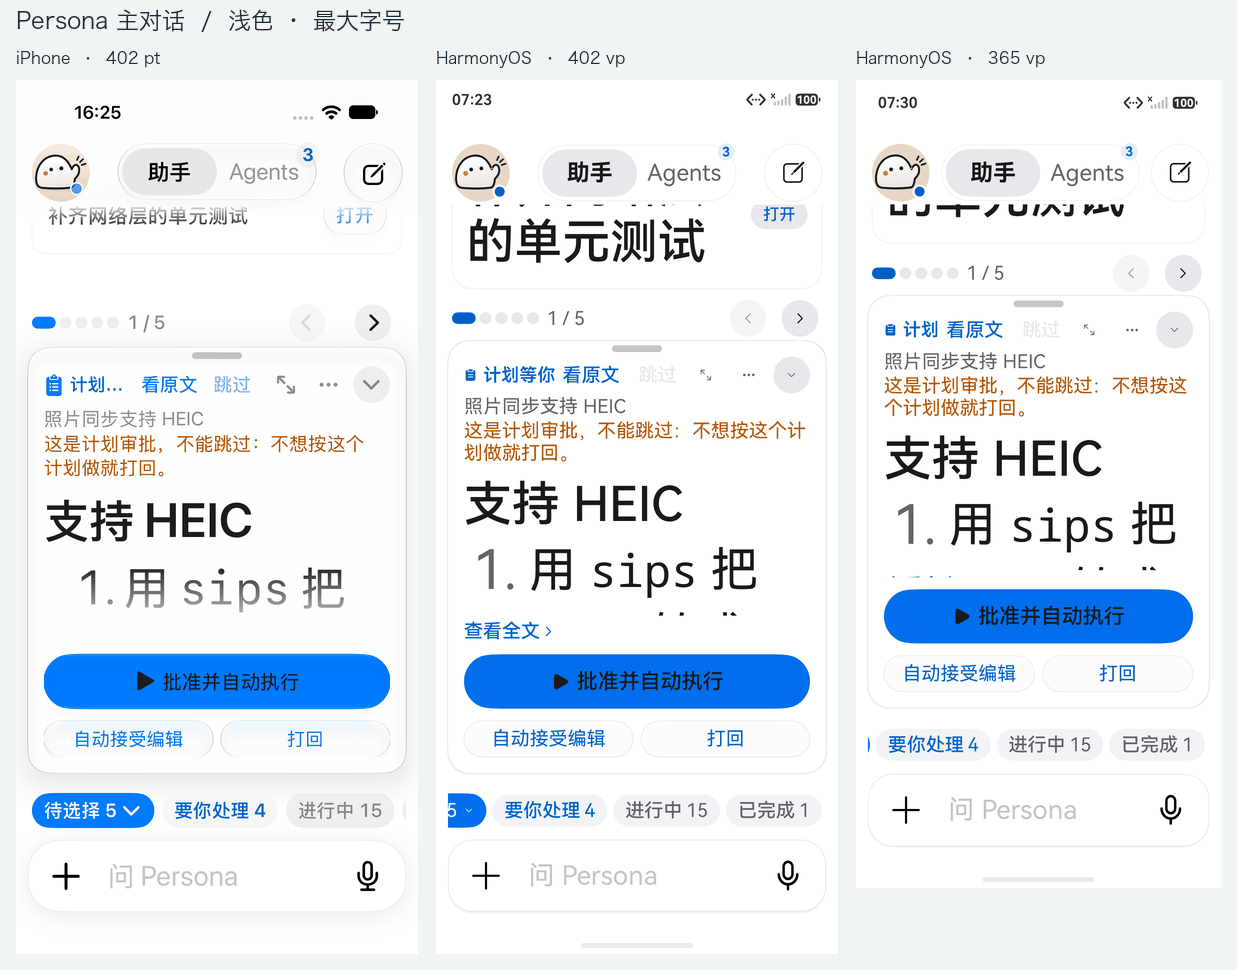 Persona 主对话 / 浅色 · 最大字号
iPhone · 402 pt
16:25
助手
Agents
3
补齐网络层的单元测试
打开
1 / 5
计划...
看原文
跳过
照片同步支持 HEIC
这是计划审批，不能跳过：不想按这个
计划做就打回。
支持 HEIC
1. 用 sips 把
批准并自动执行
自动接受编辑
打回
待选择 5
要你处理 4
进行中 15
问 Persona
HarmonyOS · 402 vp
07:23
100
助手
Agents
3
的单元测试
打开
1 / 5
计划等你
看原文
跳过
照片同步支持 HEIC
这是计划审批，不能跳过：不想按这个计
划做就打回。
支持 HEIC
1. 用 sips 把
查看全文
批准并自动执行
自动接受编辑
打回
5
要你处理 4
进行中 15
已完成 1
问 Persona
HarmonyOS · 365 vp
07:30
100
助手
Agents
3
的单元测试
1 / 5
计划
看原文
跳过
照片同步支持 HEIC
这是计划审批，不能跳过：不想按这
个计划做就打回。
支持 HEIC
1. 用 sips 把
批准并自动执行
自动接受编辑
打回
要你处理 4
进行中 15
已完成 1
问 Persona